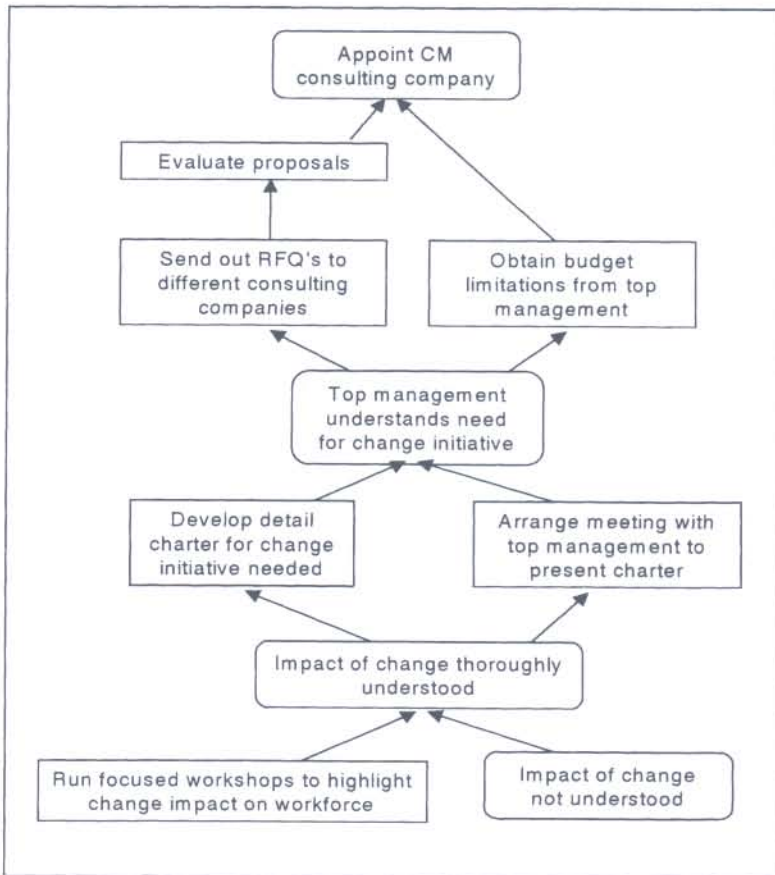 Appoint CM
consulting company
Evaluate proposals
Send out RFQ's to
different consulting
companies
Obtain budget
limitations from top
management
Top management
understands need
for change initiative
Develop detail
charter for change
initiative needed
Arrange meeting with
top management to
present charter
Impact of change thoroughly
understood
Run focused workshops to highlight
change impact on workforce
Impact of change
not understood